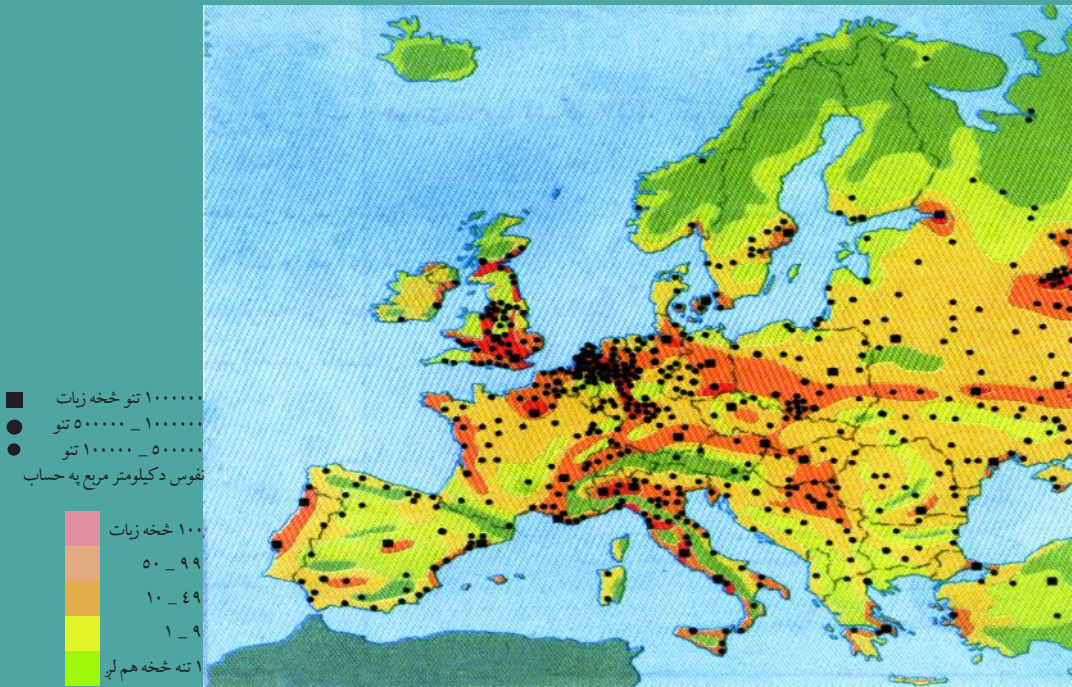 ۱۰۰۰۰۰۰ تنو څخه زيات
۱۰۰۰۰۰۰ _ ۵۰۰۰۰۰ تنو
۵۰۰۰۰۰ _ ۱۰۰۰۰۰ تنو
نفوس د کيلومتر مربع په حساب
۱۰۰ څخه زيات
۹۹ _ ۵۰
۴۹ _ ۱۰
۹ _ ۱
۱ تنه څخه هم لږ